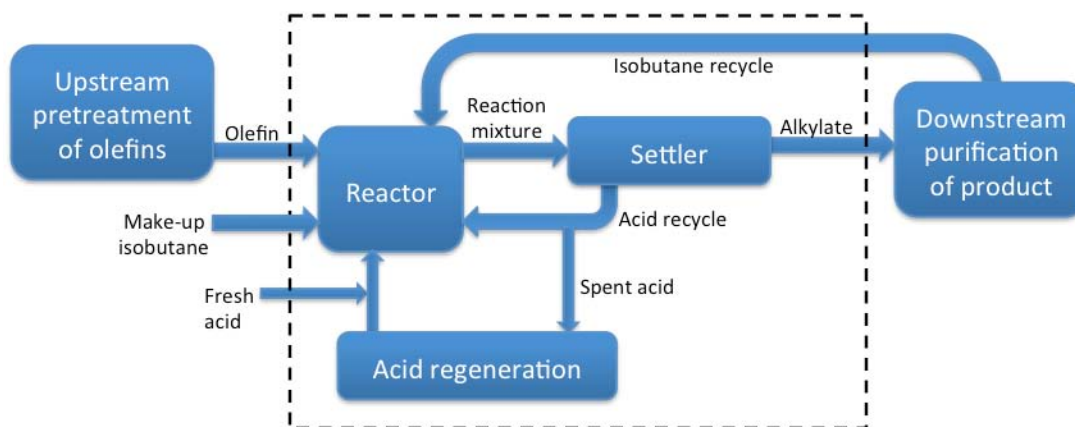 Upstream
pretreatment
of olefins
Olefin
Make-up
isobutane
Fresh
acid
Reactor
Isobutane recycle
Reaction
mixture
Settler
Alkylate
Acid recycle
Spent acid
Acid regeneration
Downstream
purification
of product